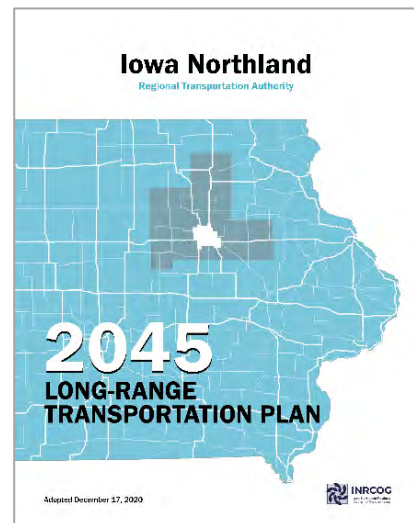 Iowa Northland
Regional Transportation Authority
2045
LONG-RANGE
TRANSPORTATION PLAN
Adopted December 17, 2020
INRCOG